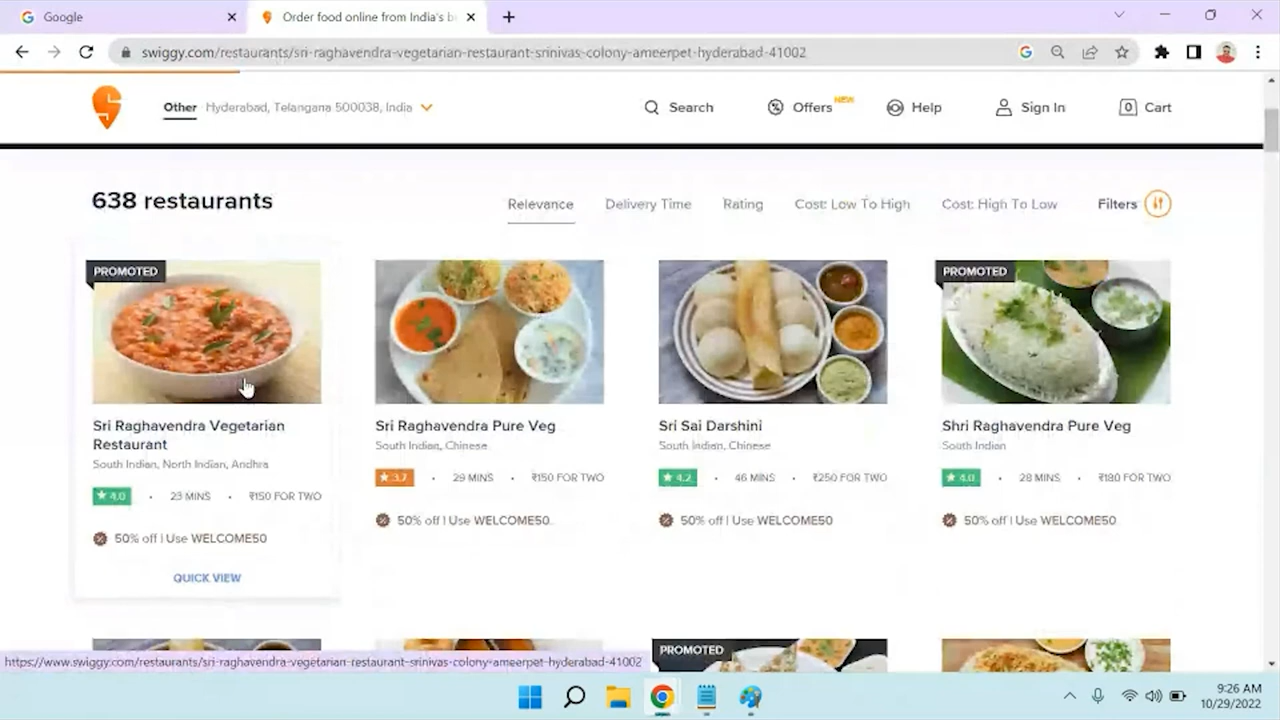 Google
Order food online from India's b
swiggy.com/restaurants/sri-raghavendra-vegetarian-restaurant-srinivas-colony-ameerpet-hyderabad-41002
Other Hyderabad, Telangana 500038, India
Search
Offers NEW
Help
Sign In
0 Cart
638 restaurants
Relevance
Delivery Time
Rating
Cost: Low To High
Cost: High To Low
Filters
PROMOTED
Sri Raghavendra Vegetarian
Restaurant
South Indian, North Indian, Andhra
★ 4.0 • 23 MINS • ₹150 FOR TWO
50% off | Use WELCOME50
QUICK VIEW
Sri Raghavendra Pure Veg
South Indian, Chinese
★ 3.7 • 29 MINS • ₹150 FOR TWO
50% off | Use WELCOME50
Sri Sai Darshini
South Indian, Chinese
★ 4.2 • 46 MINS • ₹250 FOR TWO
50% off | Use WELCOME50
PROMOTED
Shri Raghavendra Pure Veg
South Indian
★ 4.0 • 28 MINS • ₹180 FOR TWO
50% off | Use WELCOME50
PROMOTED
https://www.swiggy.com/restaurants/sri-raghavendra-vegetarian-restaurant-srinivas-colony-ameerpet-hyderabad-41002
9:26 AM
10/29/2022